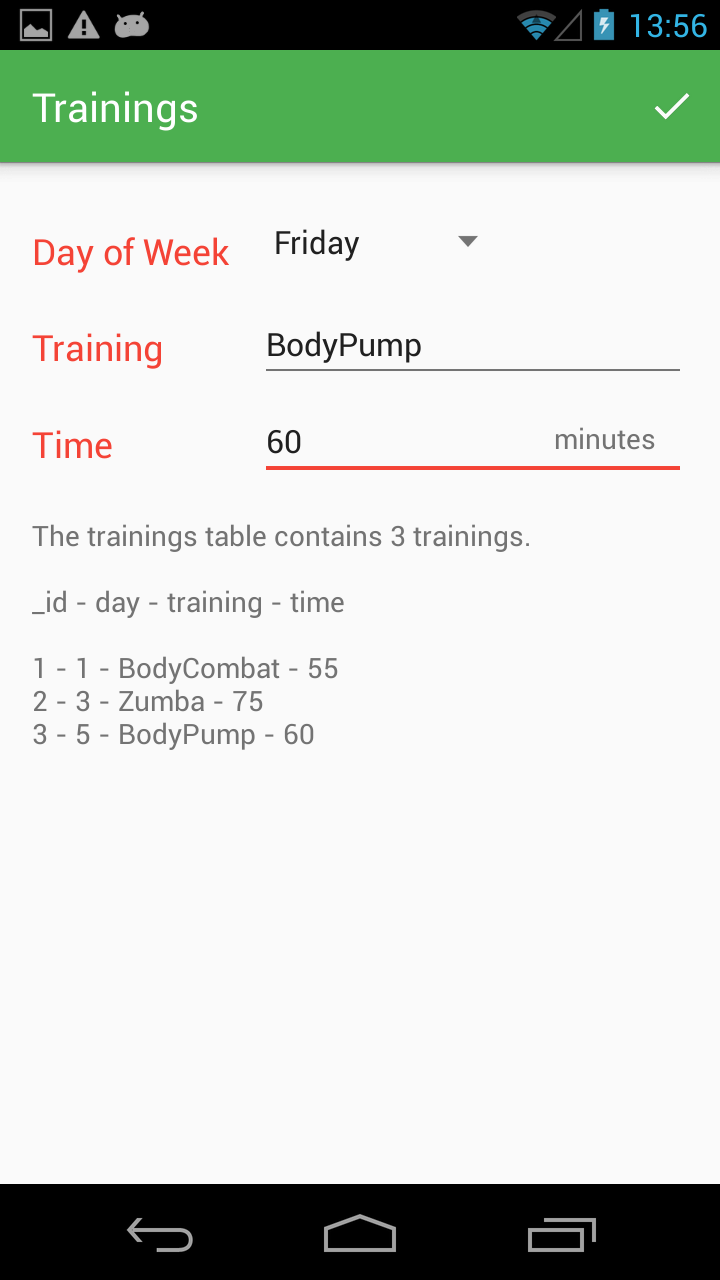 13:56
Trainings
Day of Week Friday
Training BodyPump
Time 60 minutes
The trainings table contains 3 trainings.
_id - day - training - time
1 - 1 - BodyCombat - 55
2 - 3 - Zumba - 75
3 - 5 - BodyPump - 60